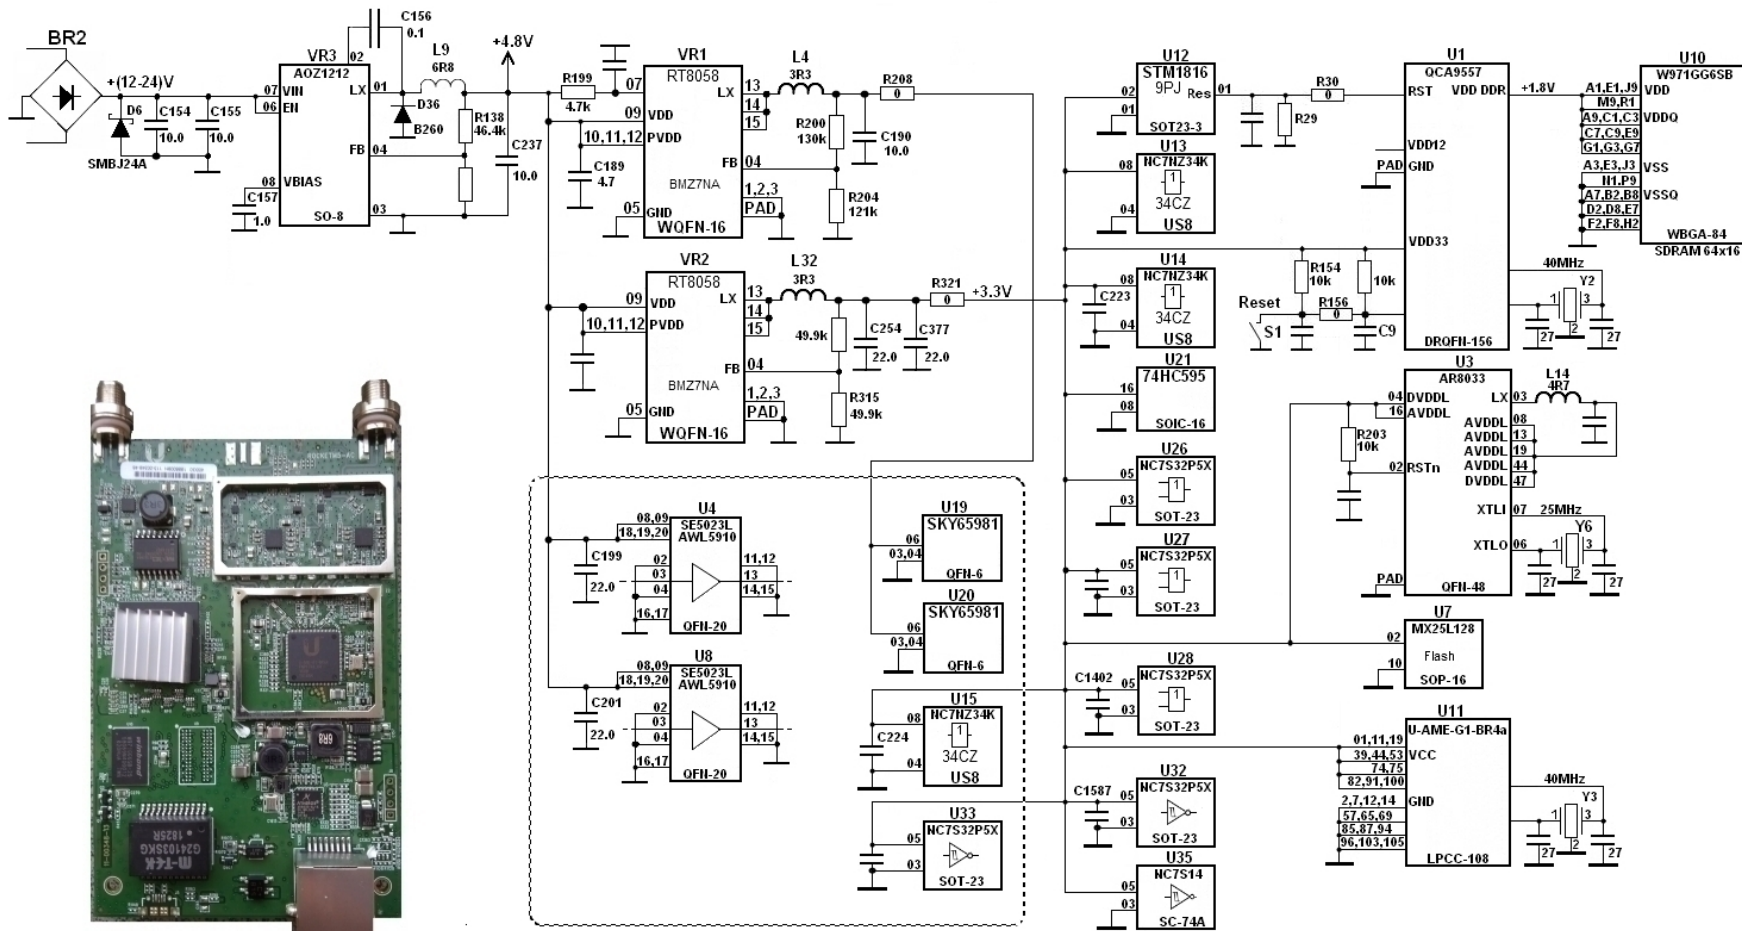 BR2
+(12-24)V
D6
SMBJ24A
C154
10.0
C155
10.0
C156
0.1
VR3
02
AOZ1212
07 VIN LX 01
06 EN
FB 04
08 VBIAS
03
SO-8
C157
1.0
L9
6R8
D36
B260
R138
46.4k
+4.8V
C237
10.0
R199
4.7k
VR1
RT8058
07
LX 13
14
15
09 VDD
10,11,12 PVDD
FB 04
BMZ7NA
1,2,3
PAD
05 GND
WQFN-16
C189
4.7
L4
3R3
R208
0
R200
130k
C190
10.0
R204
121k
VR2
RT8058
09 VDD
LX 13
14
15
10,11,12 PVDD
FB 04
BMZ7NA
1,2,3
PAD
05 GND
WQFN-16
L32
3R3
R321
0
+3.3V
49.9k
C254
22.0
C377
22.0
R315
49.9k
U4
SE5023L
AWL5910
08,09
18,19,20
02
03
04
16,17
11,12
13
14,15
QFN-20
C199
22.0
U8
SE5023L
AWL5910
08,09
18,19,20
02
03
04
16,17
11,12
13
14,15
QFN-20
C201
22.0
U19
SKY65981
06
03,04
QFN-6
U20
SKY65981
06
03,04
QFN-6
U15
NC7NZ34K
08
1
34CZ
04
US8
C224
U33
NC7S32P5X
05
03
SOT-23
U12
STM1816
9PJ
02
Res 01
01
SOT23-3
U13
NC7NZ34K
08
1
34CZ
04
US8
U14
NC7NZ34K
08
1
34CZ
04
US8
C223
U21
74HC595
16
08
SOIC-16
U26
NC7S32P5X
05
1
03
SOT-23
U27
NC7S32P5X
05
1
03
SOT-23
U28
NC7S32P5X
C1402
05
1
03
SOT-23
U32
NC7S32P5X
C1587
05
03
SOT-23
U35
NC7S14
05
03
SC-74A
R30
0
R29
U1
QCA9557
RST VDD DDR
+1.8V
VDD12
PAD GND
VDD33
DRQFN-156
R154
10k
10k
Reset
S1
R156
0
C9
40MHz
Y2
1
3
2
27
27
U10
W971GG6SB
A1,E1,J9 VDD
M9,R1
A9,C1,C3 VDDQ
C7,C9,E9
G1,G3,G7
A3,E3,J3 VSS
N1.P9
A7,B2,B8 VSSQ
D2,D8,E7
F2,F8,H2
WBGA-84
SDRAM 64x16
U3
AR8033
04 DVDDL LX 03
16 AVDDL
AVDDL 08
AVDDL 13
AVDDL 19
AVDDL 44
DVDDL 47
02 RSTn
XTLI 07
XTLO 06
PAD
QFN-48
R203
10k
L14
4R7
25MHz
Y6
1
3
2
27
27
U7
MX25L128
02
Flash
10
SOP-16
U11
U-AME-G1-BR4a
01,11,19
39,44,53 VCC
74,75
82,91,100
2,7,12,14 GND
57,65,69
85,87,94
96,103,105
LPCC-108
40MHz
Y3
1
3
2
27
27
6R8
1825R
G24103SKG
M-TEK
11-00348-13